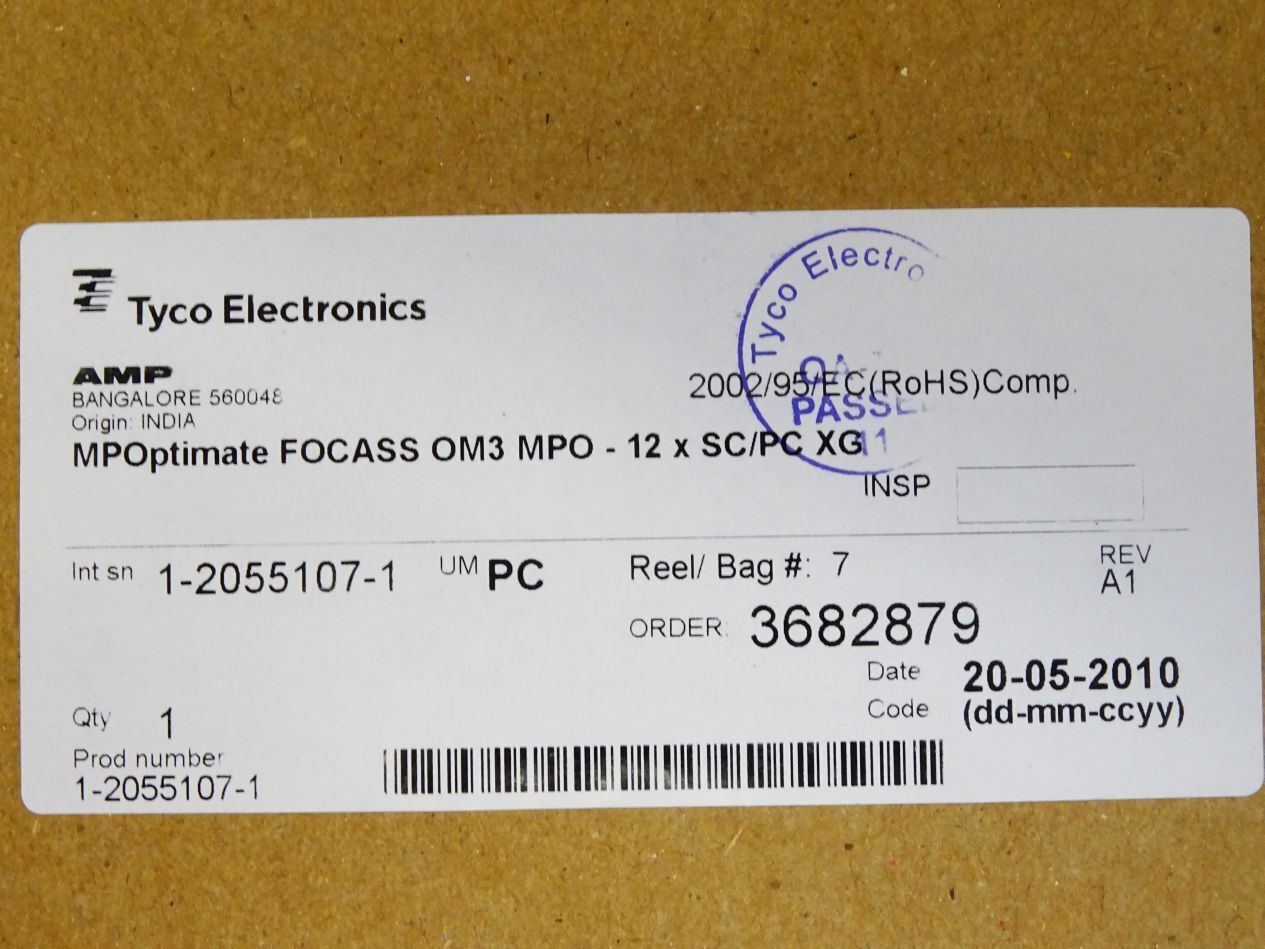 Tyco Electronics
Tyco Electro
AMP
BANGALORE 560048
Origin: INDIA
2002/95/EC(RoHS)Comp.
PASSE
11
MPOptimate FOCASS OM3 MPO - 12 x SC/PC XG
INSP
Int sn 1-2055107-1 UM PC Reel/ Bag #: 7 REV
A1
ORDER: 3682879
Date 20-05-2010
Code (dd-mm-ccyy)
Qty 1
Prod number
1-2055107-1